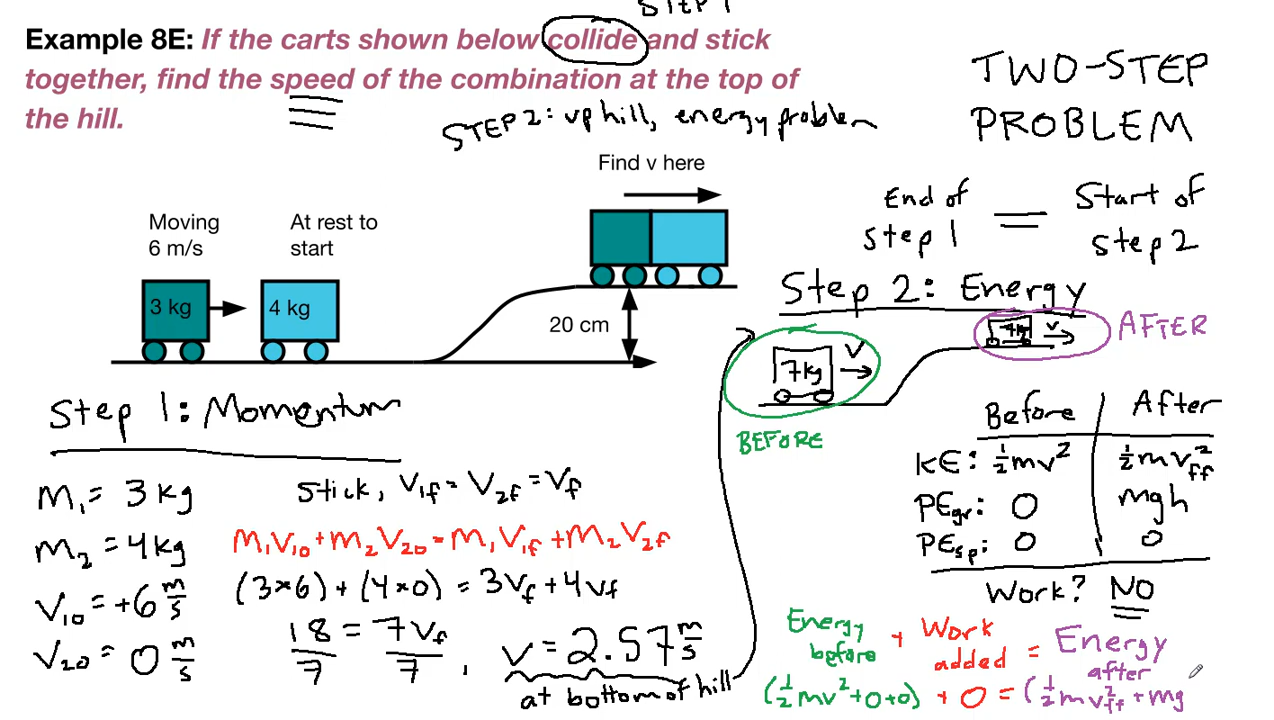 STEP 1
Example 8E: If the carts shown below collide and stick
together, find the speed of the combination at the top of
the hill.
STEP 2: up hill, energy problem
TWO-STEP
PROBLEM
Find v here
Moving
6 m/s
At rest to
start
3 kg
4 kg
20 cm
End of
step 1
=
Start of
step 2
Step 2: Energy
7kg
V
BEFORE
7kg
v
AFTER
Step 1: Momentum
m₁ = 3 kg
m₂ = 4kg
V₁₀ = +6 m/s
V₂₀ = 0 m/s
Stick, V1f = V2f = Vf
m₁V₁₀ + m₂V₂₀ = m₁V1f + m₂V2f
(3×6) + (4×0) = 3Vf + 4Vf
18/7 = 7Vf/7,
v = 2.57 m/s
at bottom of hill
Before After
KE: ½mv² ½mvff²
PEgr: 0 mgh
PEsp: 0 0
Work? NO
Energy before + Work added = Energy after
(½mv²+0+0) + 0 = (½mvff² + mg